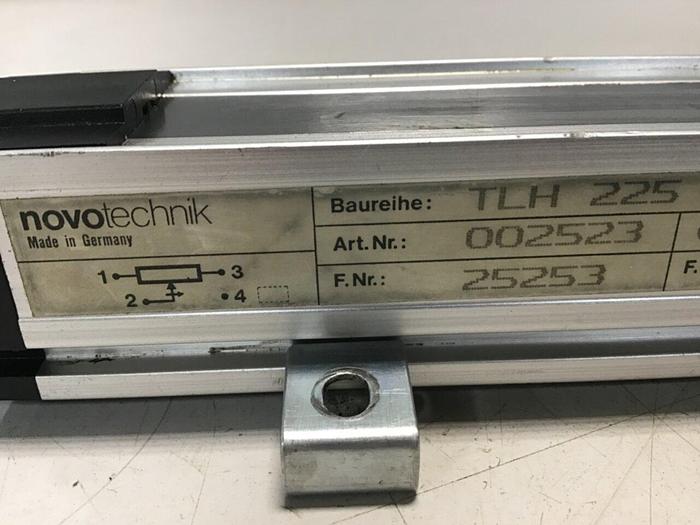 novotechnik
Made in Germany
1 3
2 4
Baureihe: TLH 225
Art.Nr.: 002523
F.Nr.: 25253
F.